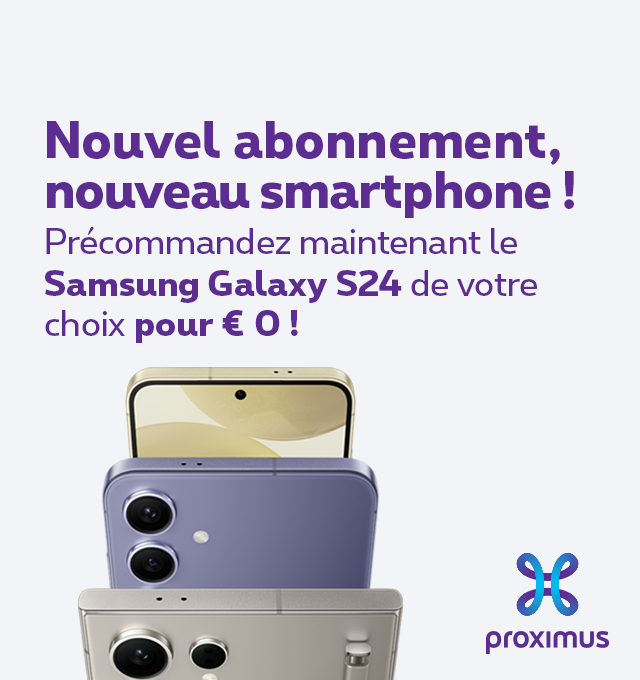 Nouvel abonnement,
nouveau smartphone !
Précommandez maintenant le
Samsung Galaxy S24 de votre
choix pour € 0 !
proximus